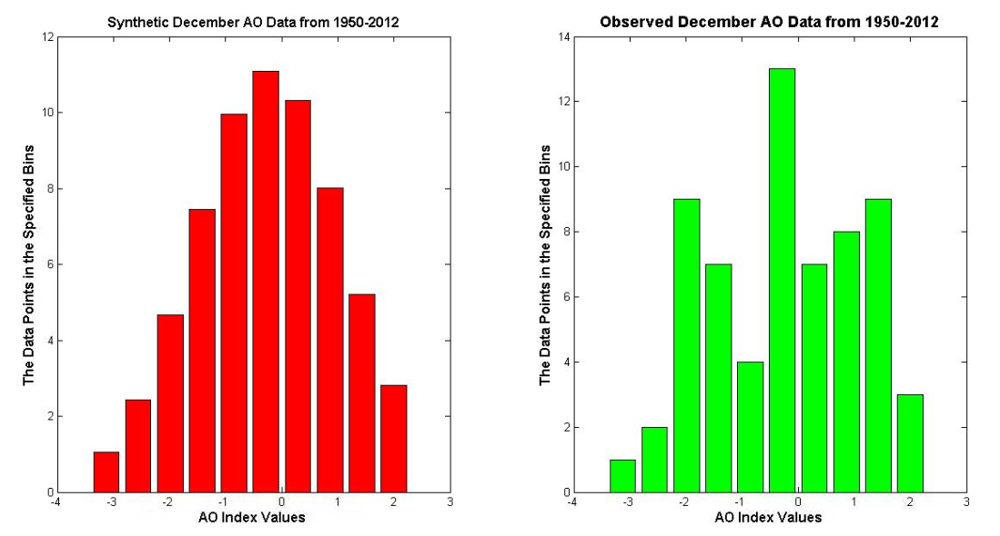 Synthetic December AO Data from 1950-2012
The Data Points in the Specified Bins
12
10
8
6
4
2
0
-4 -3 -2 -1 0 1 2 3
AO Index Values
Observed December AO Data from 1950-2012
The Data Points in the Specified Bins
14
12
10
8
6
4
2
0
-4 -3 -2 -1 0 1 2 3
AO Index Values